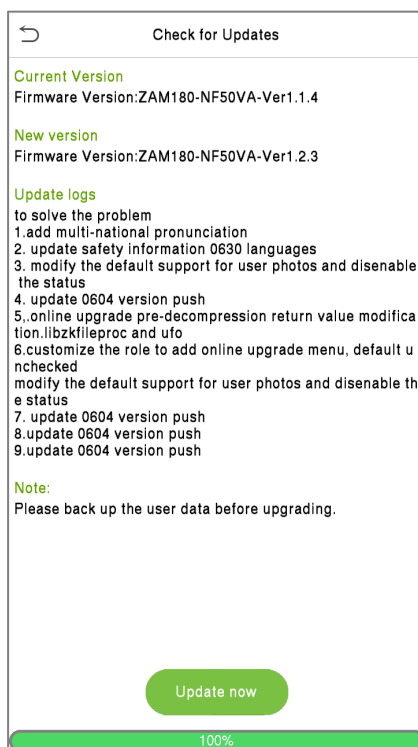 Check for Updates
Current Version
Firmware Version:ZAM180-NF50VA-Ver1.1.4
New version
Firmware Version:ZAM180-NF50VA-Ver1.2.3
Update logs
to solve the problem
1.add multi-national pronunciation
2. update safety information 0630 languages
3. modify the default support for user photos and disenable
the status
4. update 0604 version push
5,.online upgrade pre-decompression return value modifica
tion.libzkfileproc and ufo
6.customize the role to add online upgrade menu, default u
nchecked
modify the default support for user photos and disenable th
e status
7. update 0604 version push
8.update 0604 version push
9.update 0604 version push
Note:
Please back up the user data before upgrading.
Update now
100%